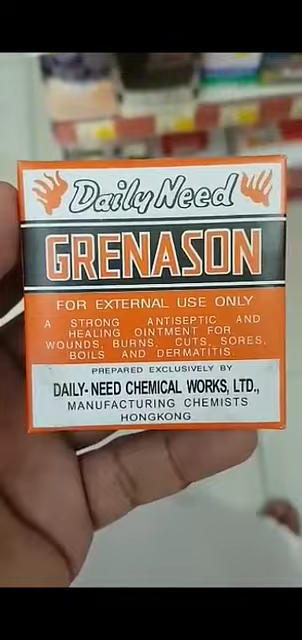 Daily Need
GRENASON
FOR EXTERNAL USE ONLY
A STRONG ANTISEPTIC AND
HEALING OINTMENT FOR
WOUNDS, BURNS, CUTS, SORES,
BOILS AND DERMATITIS.
PREPARED EXCLUSIVELY BY
DAILY-NEED CHEMICAL WORKS, LTD.,
MANUFACTURING CHEMISTS
HONGKONG